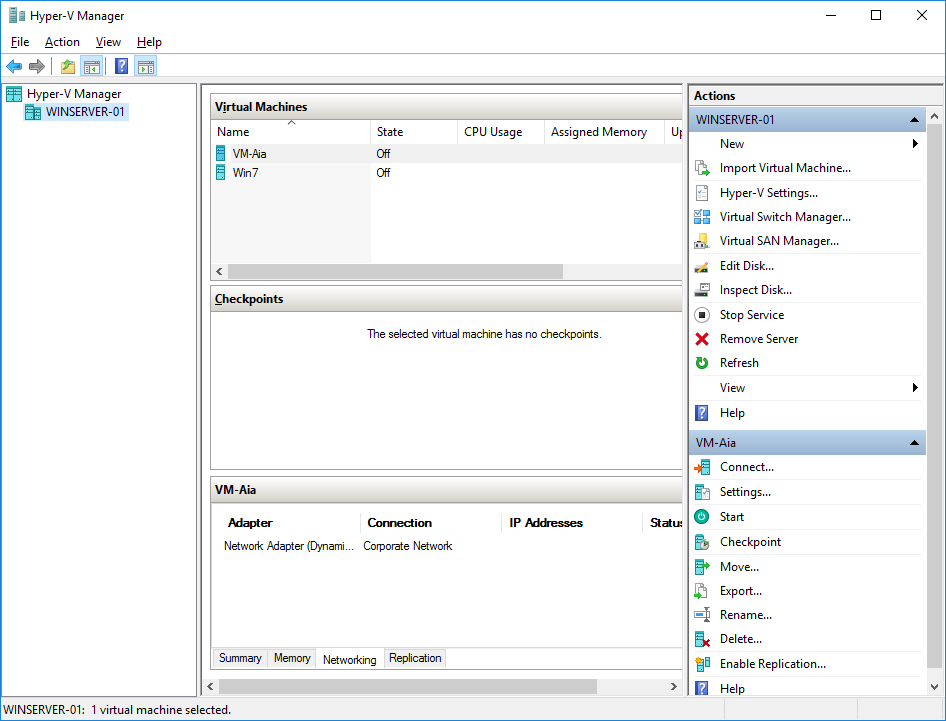 Hyper-V Manager
File Action View Help
Hyper-V Manager
WINSERVER-01
Virtual Machines
Name State CPU Usage Assigned Memory Up
VM-Aia Off
Win7 Off
Checkpoints
The selected virtual machine has no checkpoints.
VM-Aia
Adapter Connection IP Addresses Status
Network Adapter (Dynami... Corporate Network
Summary Memory Networking Replication
Actions
WINSERVER-01
New
Import Virtual Machine...
Hyper-V Settings...
Virtual Switch Manager...
Virtual SAN Manager...
Edit Disk...
Inspect Disk...
Stop Service
Remove Server
Refresh
View
Help
VM-Aia
Connect...
Settings...
Start
Checkpoint
Move...
Export...
Rename...
Delete...
Enable Replication...
Help
WINSERVER-01: 1 virtual machine selected.